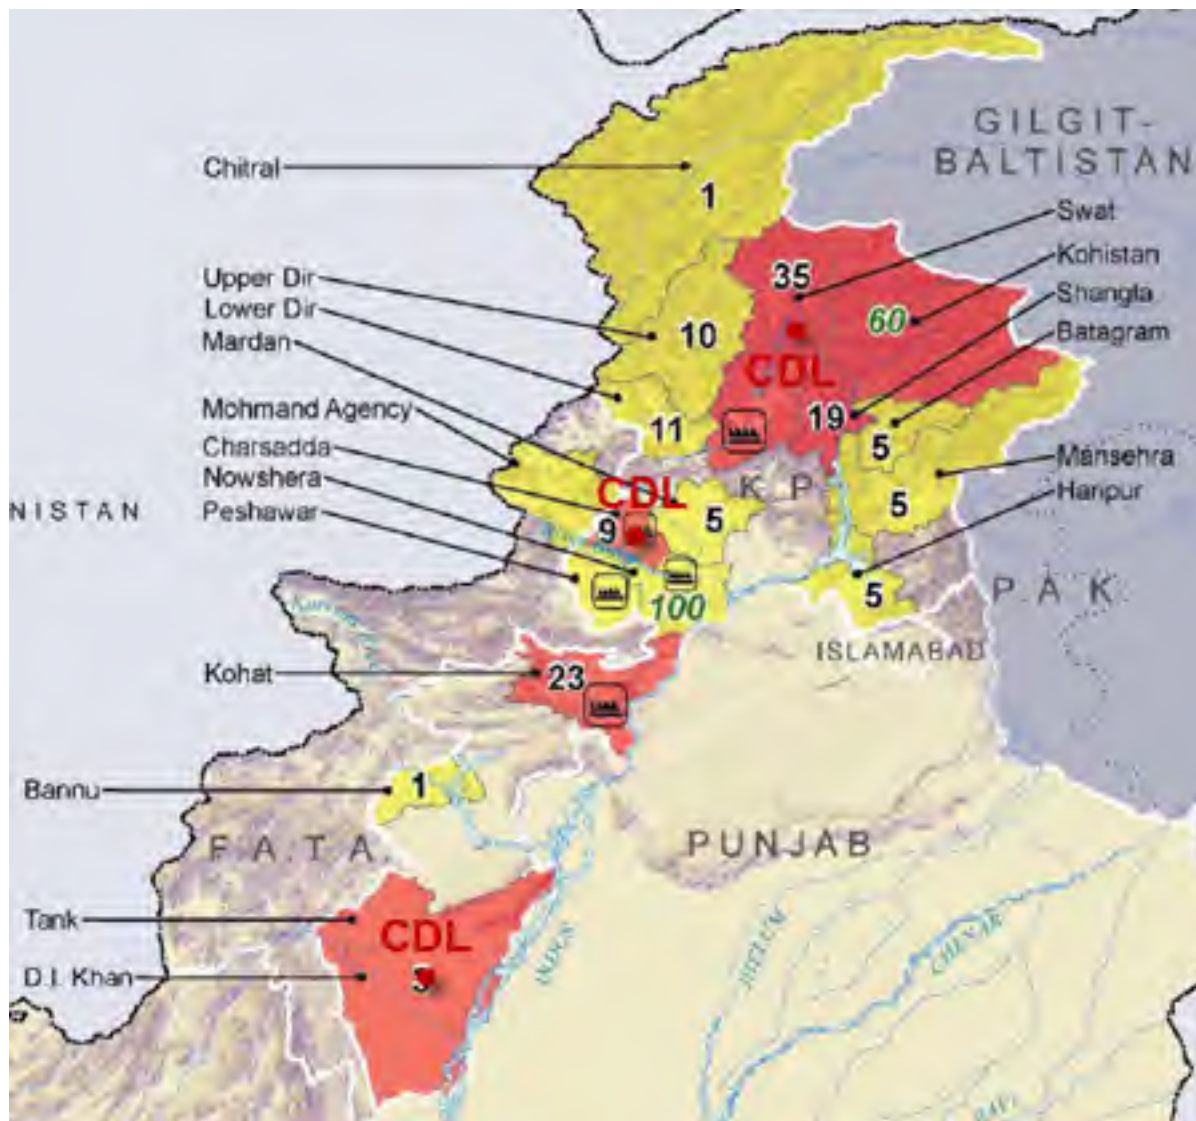 GILGIT-
BALTISTAN
Chitral
1
Swat
35
Kohistan
60
Upper Dir
Lower Dir
Mardan
10
Shangla
Batagram
CDL
Mohmand Agency
19
11
5
Charsadda
Mansehra
Nowshera
CDL
K P
Haripur
NISTAN
Peshawar
9
5
5
100
5
P A K
ISLAMABAD
Kohat
23
Bannu
1
F A T A
PUNJAB
Tank
CDL
D.I. Khan
3
INDUS
JHELUM
CHENAB